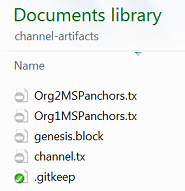 Documents library
channel-artifacts
Name
Org2MSPanchors.tx
Org1MSPanchors.tx
genesis.block
channel.tx
.gitkeep